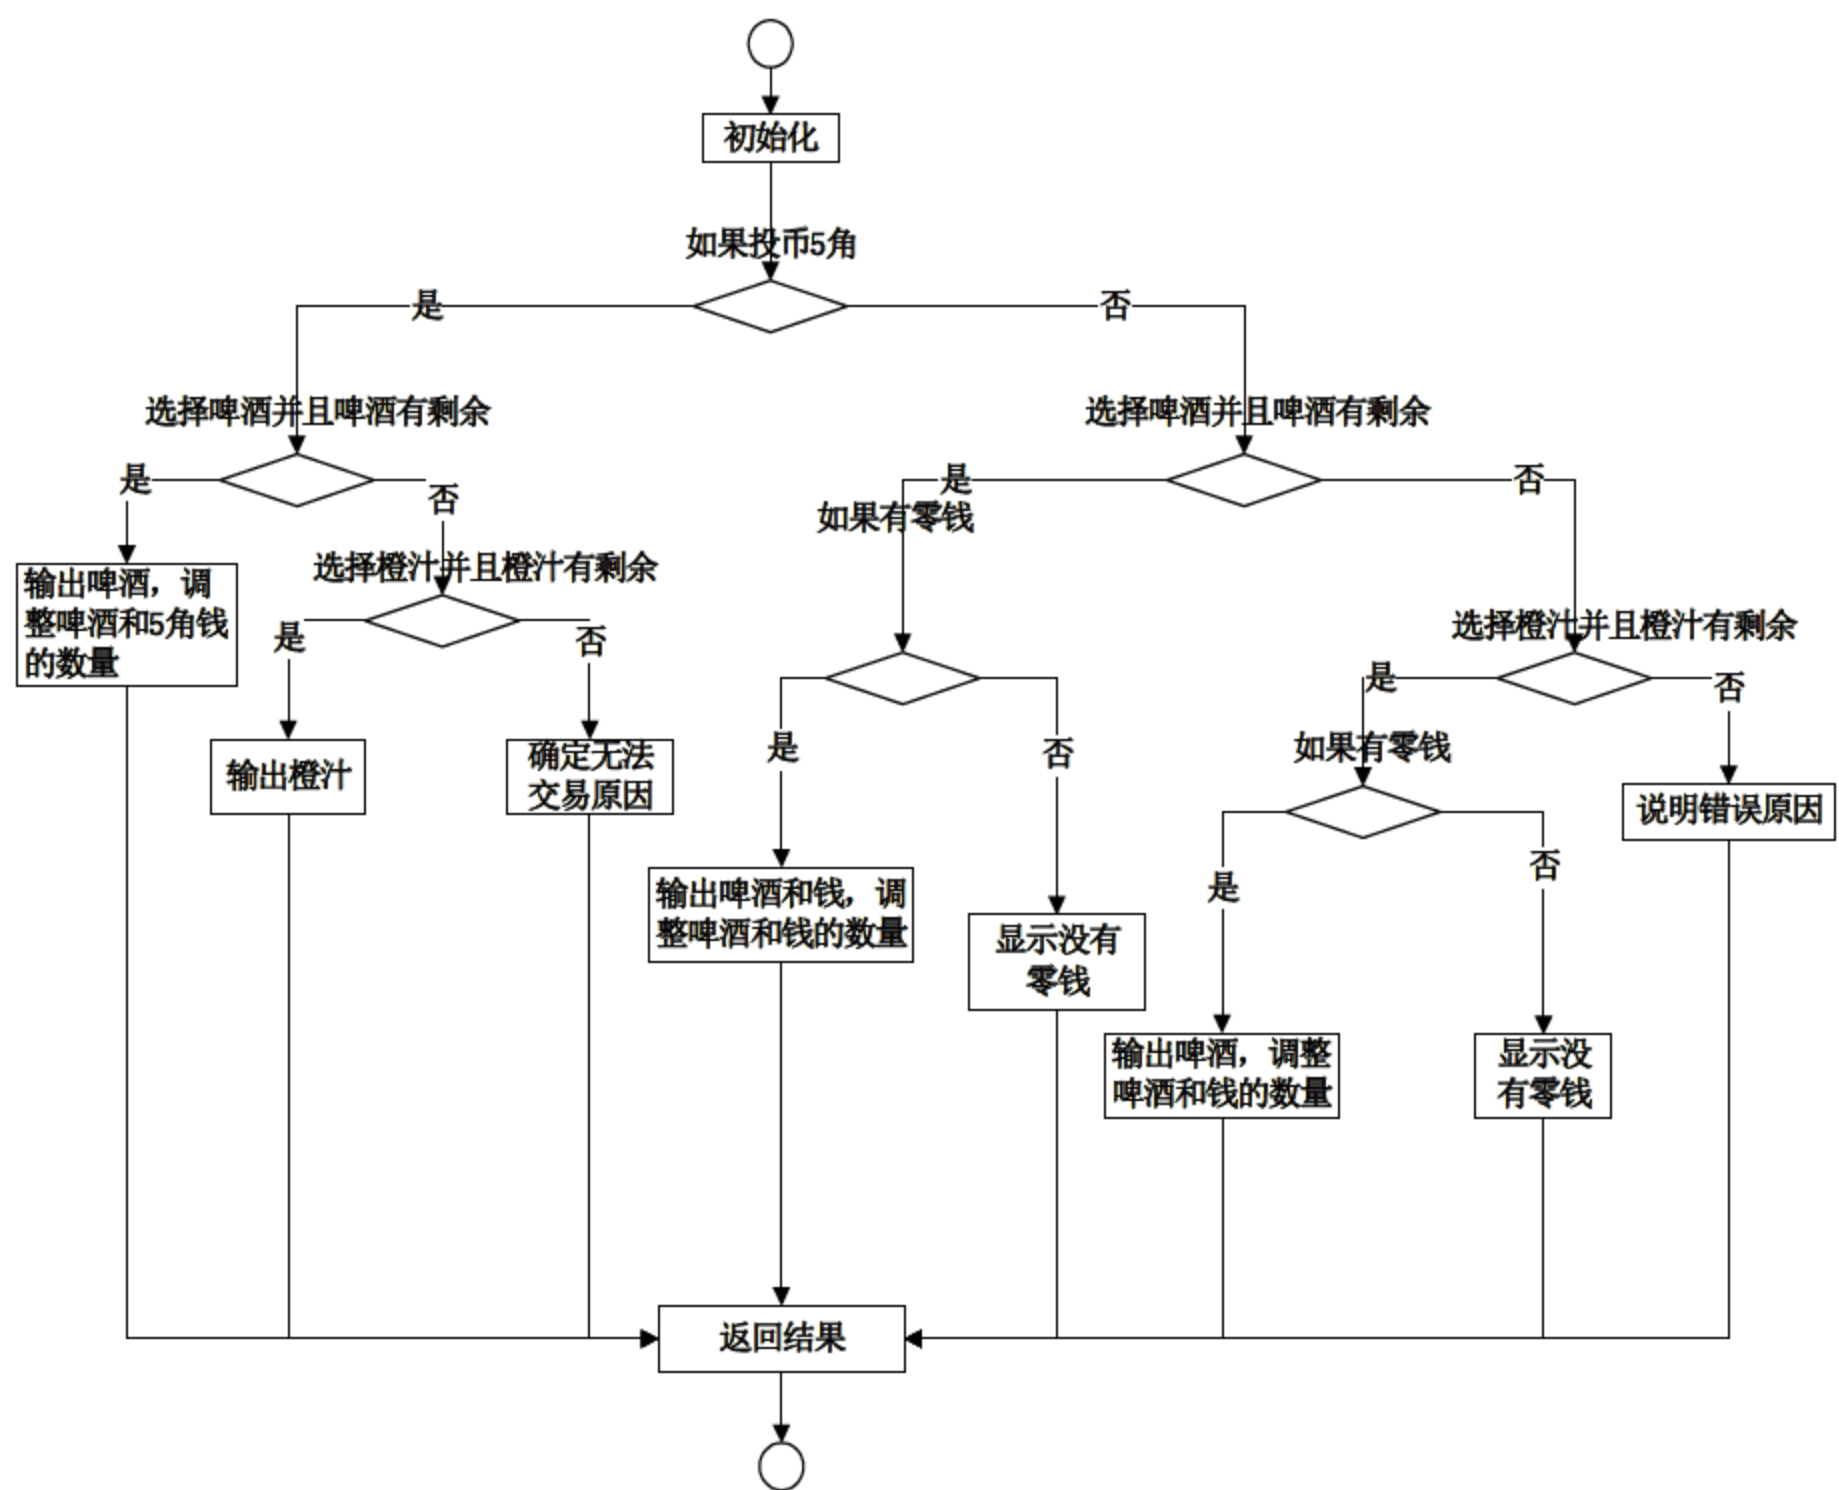 初始化
如果投币5角
是
否
选择啤酒并且啤酒有剩余
选择啤酒并且啤酒有剩余
是
否
是
否
如果有零钱
选择橙汁并且橙汁有剩余
输出啤酒，调
整啤酒和5角钱
的数量
是
否
选择橙汁并且橙汁有剩余
是
否
输出橙汁
确定无法
交易原因
是
否
如果有零钱
说明错误原因
输出啤酒和钱，调
整啤酒和钱的数量
显示没有
零钱
是
否
输出啤酒，调整
啤酒和钱的数量
显示没
有零钱
返回结果